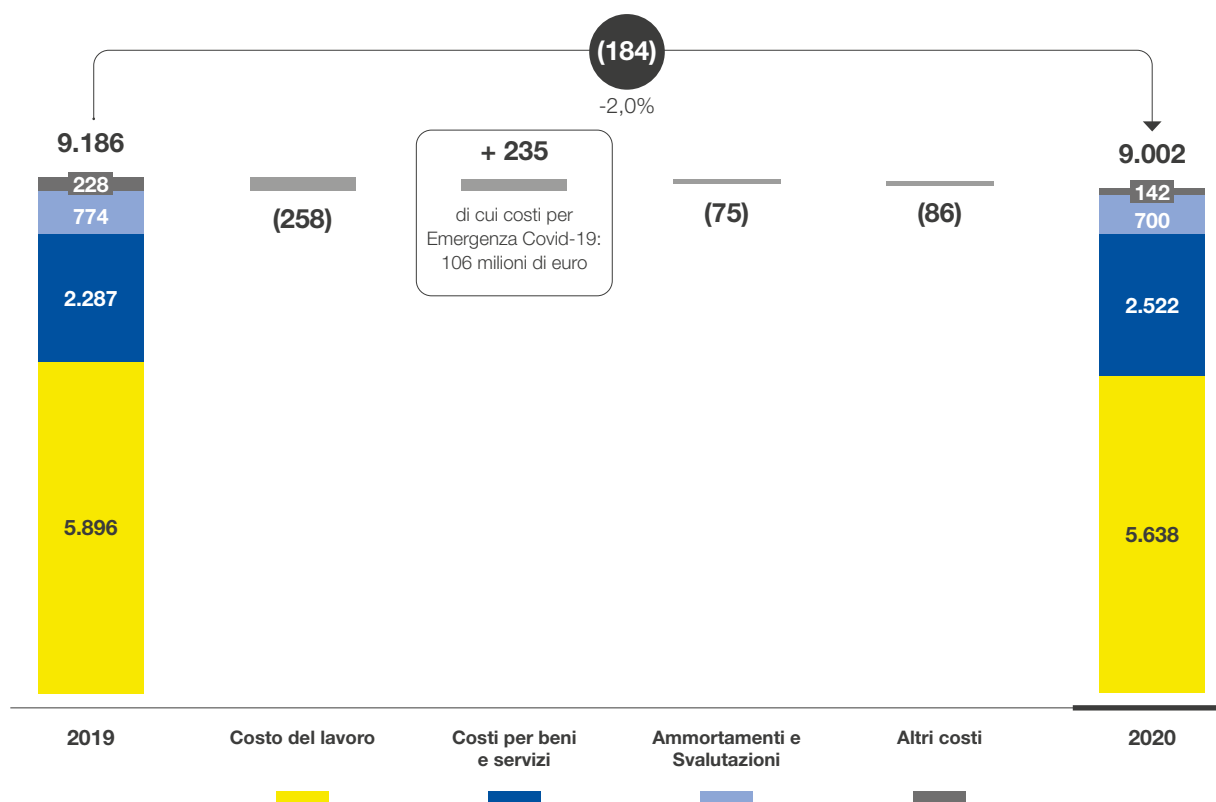 (184)
-2,0%
9.186
228
774
2.287
5.896
(258)
+ 235
di cui costi per
Emergenza Covid-19:
106 milioni di euro
(75)
(86)
9.002
142
700
2.522
5.638
2019
Costo del lavoro
Costi per beni
e servizi
Ammortamenti e
Svalutazioni
Altri costi
2020